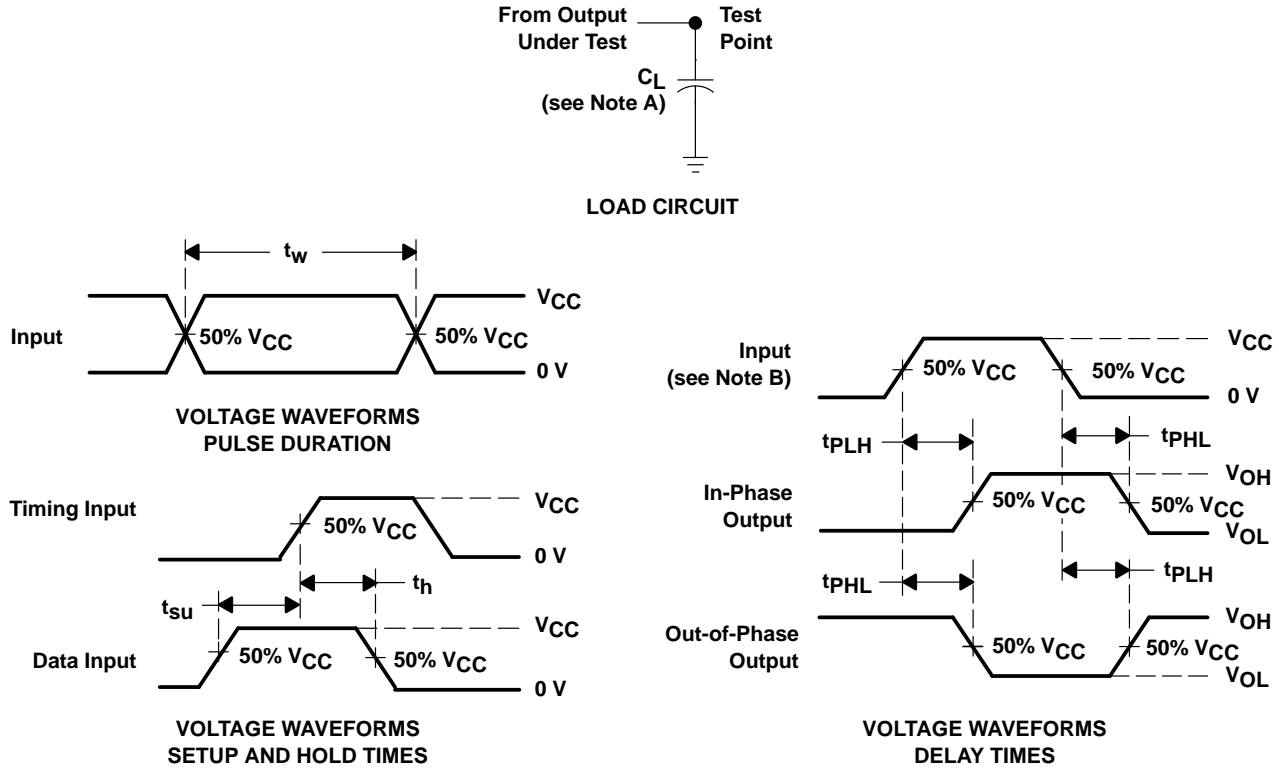 From Output
Under Test
Test
Point
CL
(see Note A)
LOAD CIRCUIT
tw
VCC
Input
50% VCC
50% VCC
0 V
VOLTAGE WAVEFORMS
PULSE DURATION
Timing Input
VCC
50% VCC
0 V
th
tsu
VCC
Data Input
50% VCC
50% VCC
0 V
VOLTAGE WAVEFORMS
SETUP AND HOLD TIMES
Input
(see Note B)
VCC
50% VCC
50% VCC
0 V
tPLH
tPHL
In-Phase
Output
VOH
50% VCC
50% VCC
VOL
tPHL
tPLH
Out-of-Phase
Output
VOH
50% VCC
50% VCC
VOL
VOLTAGE WAVEFORMS
DELAY TIMES